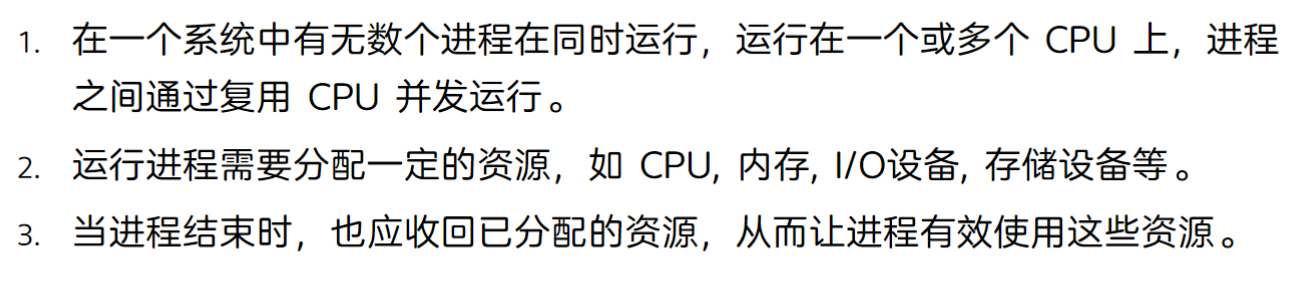 1. 在一个系统中有无数个进程在同时运行，运行在一个或多个 CPU 上，进程
之间通过复用 CPU 并发运行。
2. 运行进程需要分配一定的资源，如 CPU, 内存, I/O设备, 存储设备等。
3. 当进程结束时，也应收回已分配的资源，从而让进程有效使用这些资源。